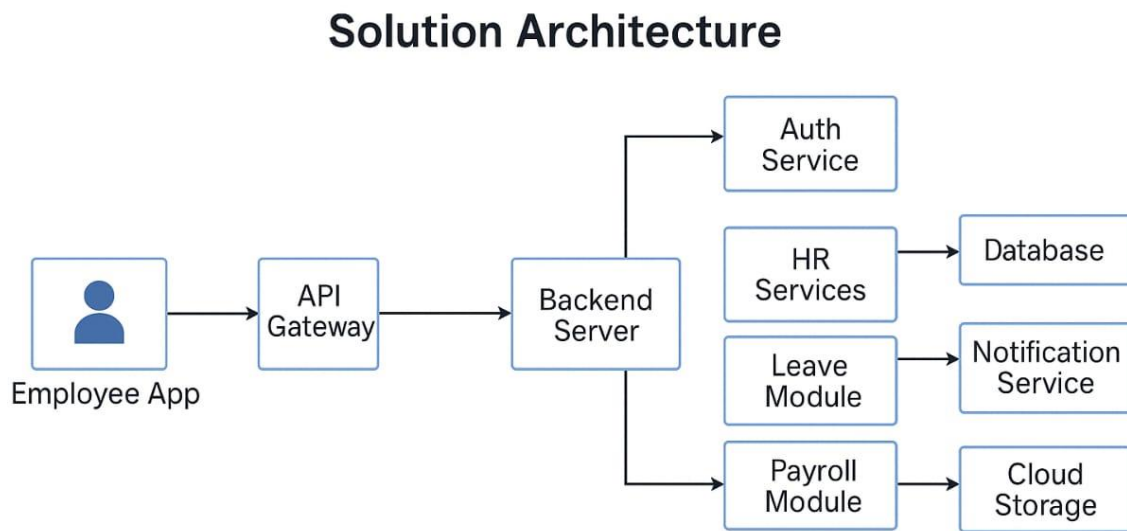 Solution Architecture
Employee App
API
Gateway
Backend
Server
Auth
Service
HR
Services
Database
Leave
Module
Notification
Service
Payroll
Module
Cloud
Storage